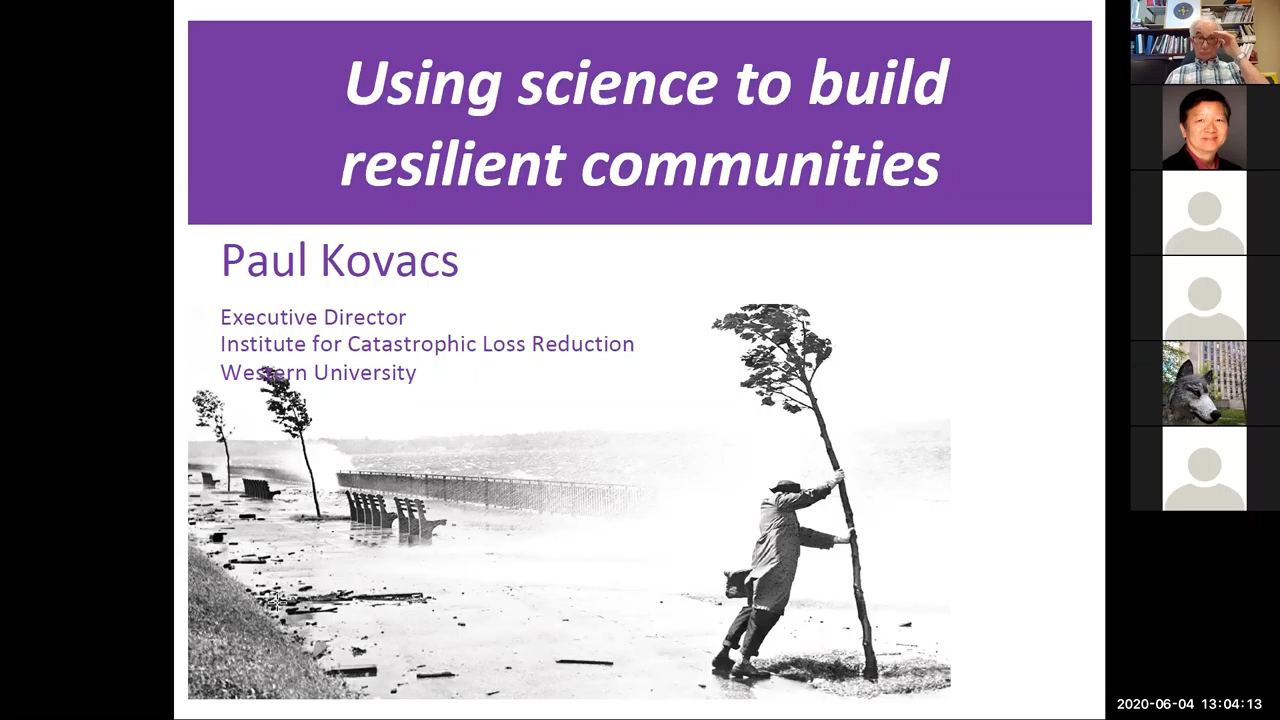 Using science to build
resilient communities
Paul Kovacs
Executive Director
Institute for Catastrophic Loss Reduction
Western University
2020-06-04 13:04:13